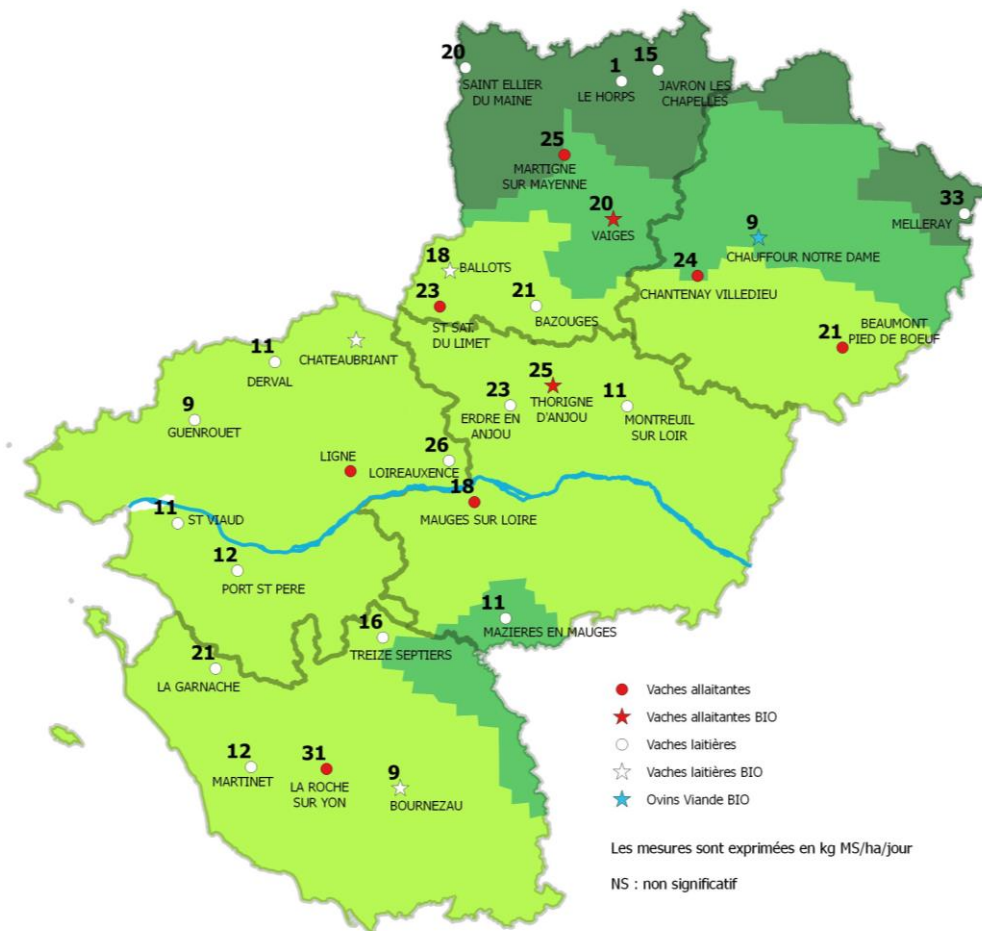 20
SAINT ELLIER
DU MAINE
1
LE HORPS
15
JAVRON LES
CHAPELLES
25
MARTIGNE
SUR MAYENNE
20
VAIGES
33
MELLERAY
9
CHAUFFOUR NOTRE DAME
24
CHANTENAY VILLEDIEU
18
BALLOTS
23
ST SAT.
DU LIMET
21
BAZOUGES
21
BEAUMONT
PIED DE BOEUF
CHATEAUBRIANT
11
DERVAL
9
GUENROUET
25
THORIGNE
D'ANJOU
23
ERDRE EN
ANJOU
11
MONTREUIL
SUR LOIR
LIGNE
26
LOIREAUXENCE
18
MAUGES SUR LOIRE
11
ST VIAUD
12
PORT ST PERE
11
MAZIERES EN MAUGES
16
TREIZE SEPTIERS
21
LA GARNACHE
12
MARTINET
31
LA ROCHE
SUR YON
9
BOURNEZAU
Vaches allaitantes
Vaches allaitantes BIO
Vaches laitières
Vaches laitières BIO
Ovins Viande BIO
Les mesures sont exprimées en kg MS/ha/jour
NS : non significatif